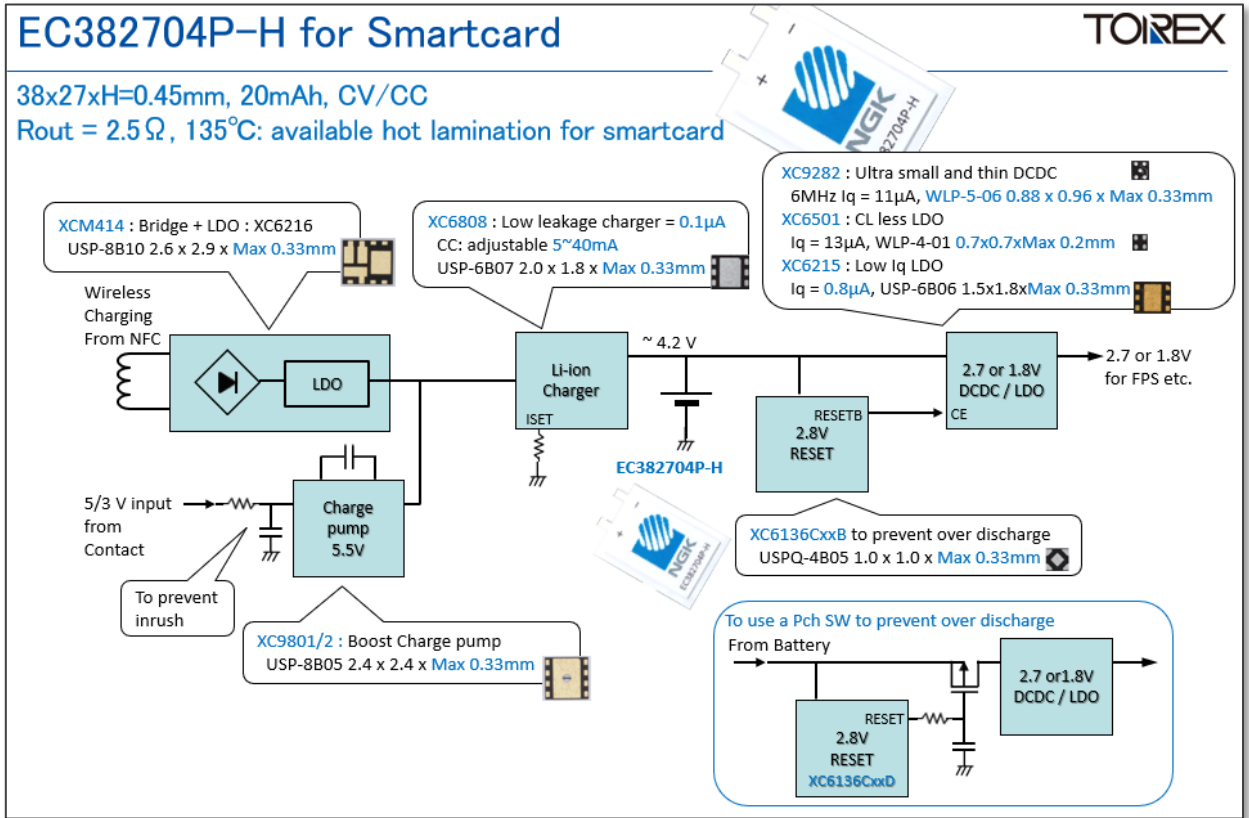 EC382704P-H for Smartcard
TOIREX
38x27xH=0.45mm, 20mAh, CV/CC
Rout = 2.5Ω, 135℃: available hot lamination for smartcard
NGK
382704P-H
XC9282 : Ultra small and thin DCDC
6MHz Iq = 11µA, WLP-5-06 0.88 x 0.96 x Max 0.33mm
XC6501 : CL less LDO
Iq = 13µA, WLP-4-01 0.7x0.7xMax 0.2mm
XC6215 : Low Iq LDO
Iq = 0.8µA, USP-6B06 1.5x1.8xMax 0.33mm
XCM414 : Bridge + LDO : XC6216
USP-8B10 2.6 x 2.9 x Max 0.33mm
XC6808 : Low leakage charger = 0.1µA
CC: adjustable 5~40mA
USP-6B07 2.0 x 1.8 x Max 0.33mm
Wireless
Charging
From NFC
LDO
Li-ion
Charger
ISET
~ 4.2 V
EC382704P-H
RESETB
2.8V
RESET
2.7 or 1.8V
DCDC / LDO
CE
2.7 or 1.8V
for FPS etc.
5/3 V input
from
Contact
Charge
pump
5.5V
To prevent
inrush
XC9801/2 : Boost Charge pump
USP-8B05 2.4 x 2.4 x Max 0.33mm
NGK
EC382704P-H
XC6136CxxB to prevent over discharge
USPQ-4B05 1.0 x 1.0 x Max 0.33mm
To use a Pch SW to prevent over discharge
From Battery
RESET
2.8V
RESET
XC6136CxxD
2.7 or1.8V
DCDC / LDO